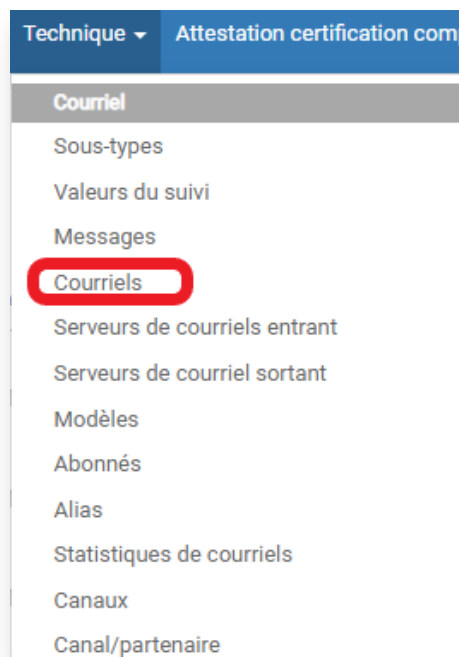 Technique Attestation certification
Courriel
Sous-types
Valeurs du suivi
Messages
Courriels
Serveurs de courriels entrant
Serveurs de courriel sortant
Modèles
Abonnés
Alias
Statistiques de courriels
Canaux
Canal/partenaire